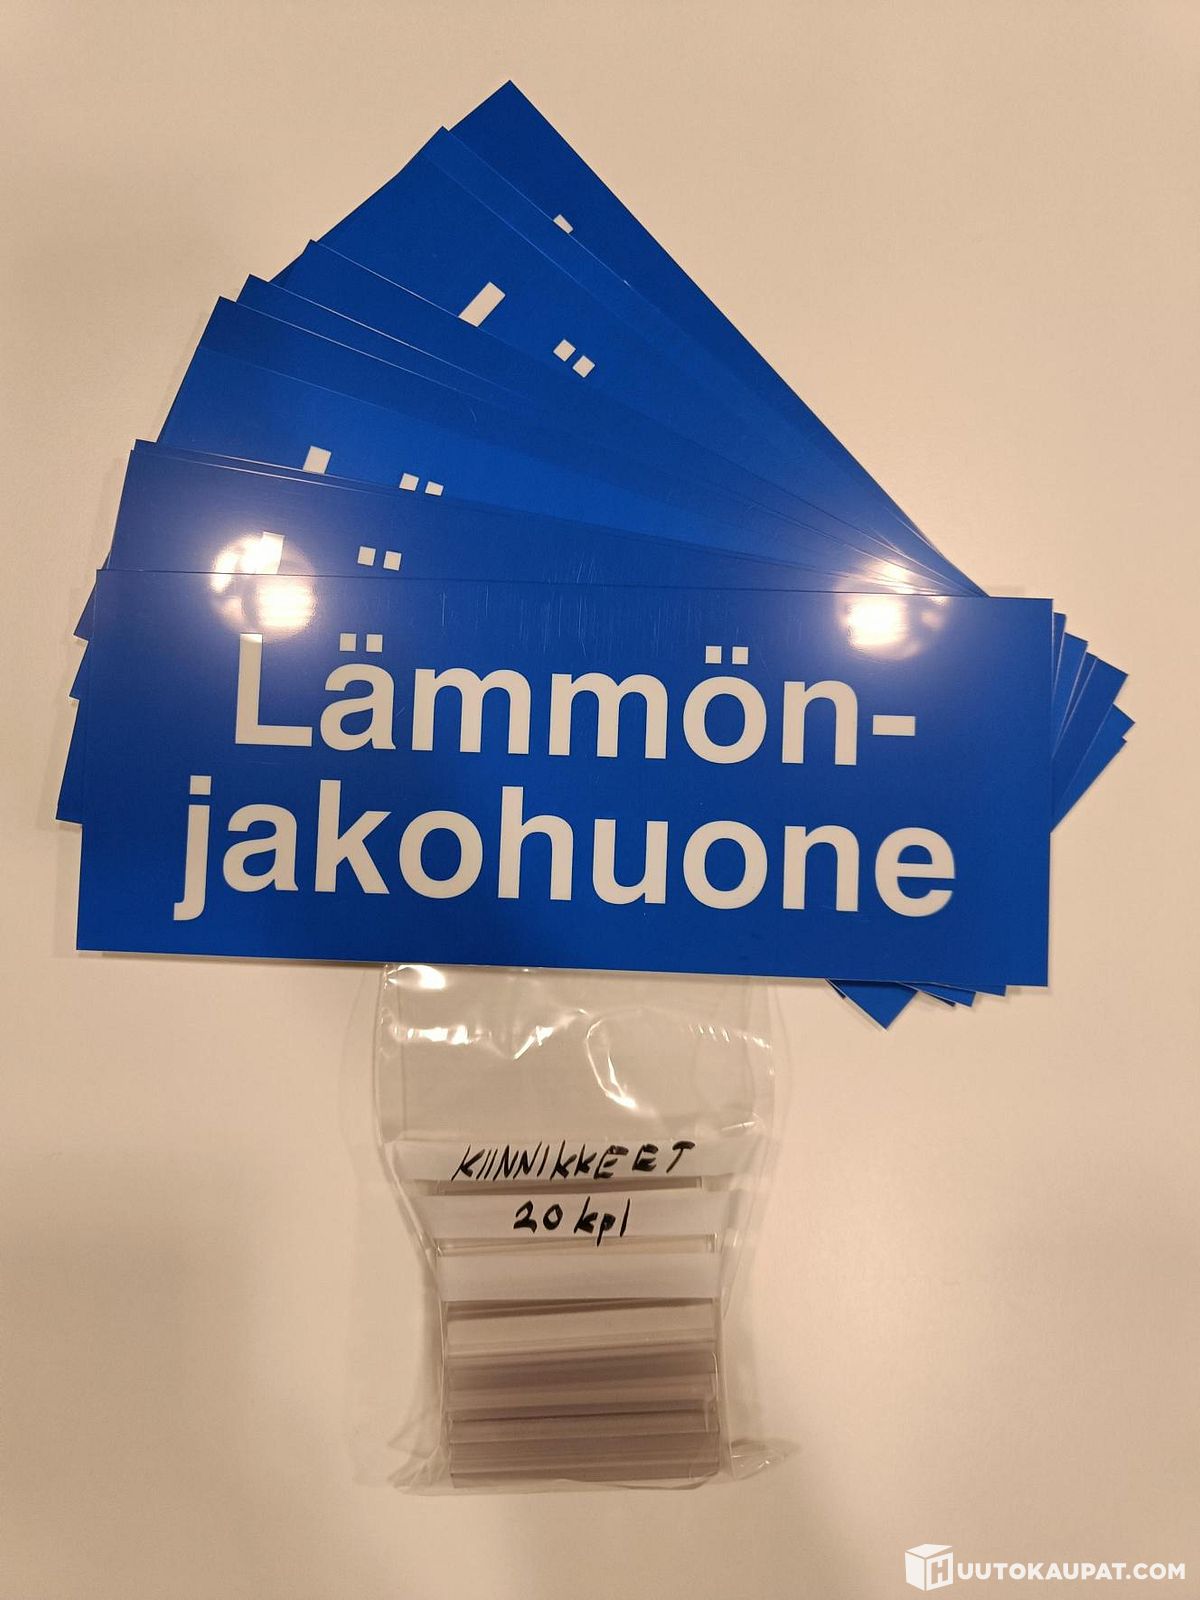 Lämmön-
jakohuone
KIINNIKKEET
20 kpl
HUUTOKAUPAT.COM